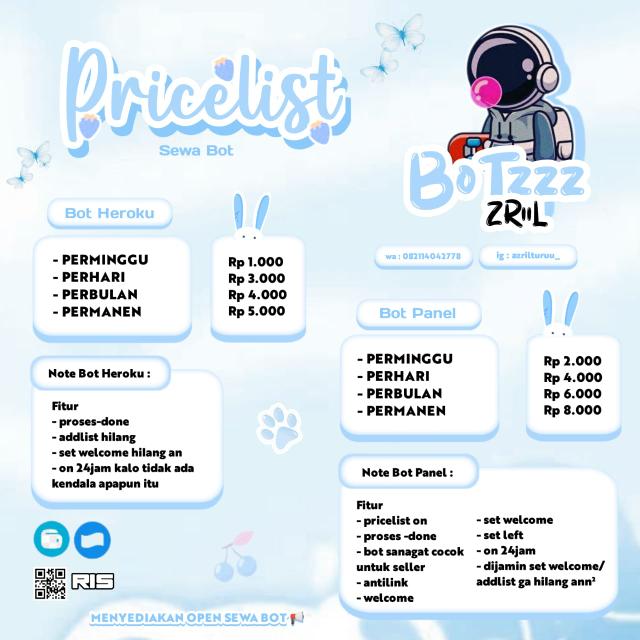 Pricelist
Sewa Bot
BoTzzz
ZRiiL
wa : 082114042778
ig : azrilturuu_
Bot Heroku
- PERMINGGU
- PERHARI
- PERBULAN
- PERMANEN
Rp 1.000
Rp 3.000
Rp 4.000
Rp 5.000
Note Bot Heroku :
Fitur
- proses-done
- addlist hilang
- set welcome hilang an
- on 24jam kalo tidak ada
kendala apapun itu
Bot Panel
- PERMINGGU
- PERHARI
- PERBULAN
- PERMANEN
Rp 2.000
Rp 4.000
Rp 6.000
Rp 8.000
Note Bot Panel :
Fitur
- pricelist on
- proses -done
- bot sanagat cocok
untuk seller
- antilink
- welcome
- set welcome
- set left
- on 24jam
- dijamin set welcome/
addlist ga hilang ann²
RIS
MENYEDIAKAN OPEN SEWA BOT